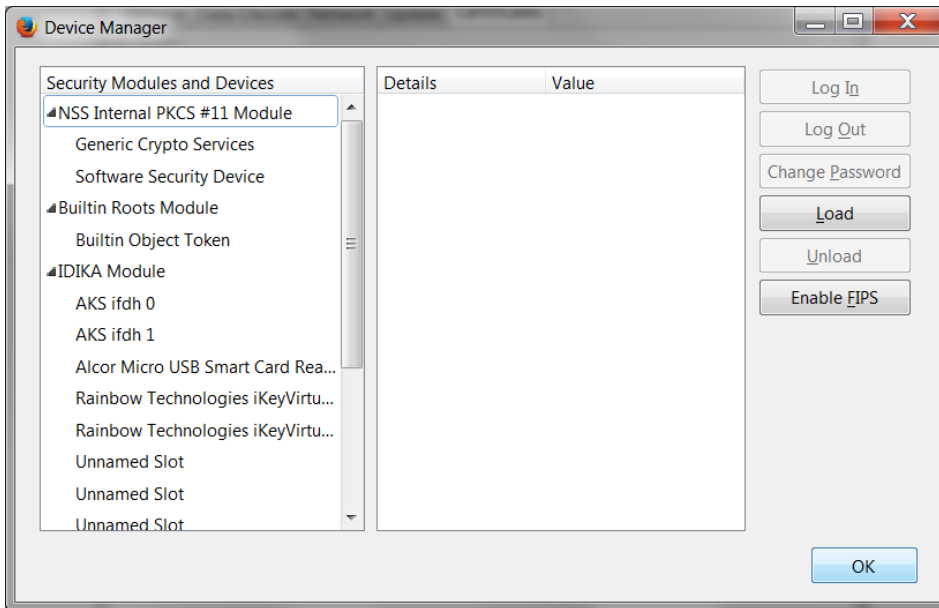 Device Manager
Security Modules and Devices
NSS Internal PKCS #11 Module
Generic Crypto Services
Software Security Device
Builtin Roots Module
Builtin Object Token
IDIKA Module
AKS ifdh 0
AKS ifdh 1
Alcor Micro USB Smart Card Rea...
Rainbow Technologies iKeyVirtu...
Rainbow Technologies iKeyVirtu...
Unnamed Slot
Unnamed Slot
Unnamed Slot
Details Value
Log In
Log Out
Change Password
Load
Unload
Enable FIPS
OK